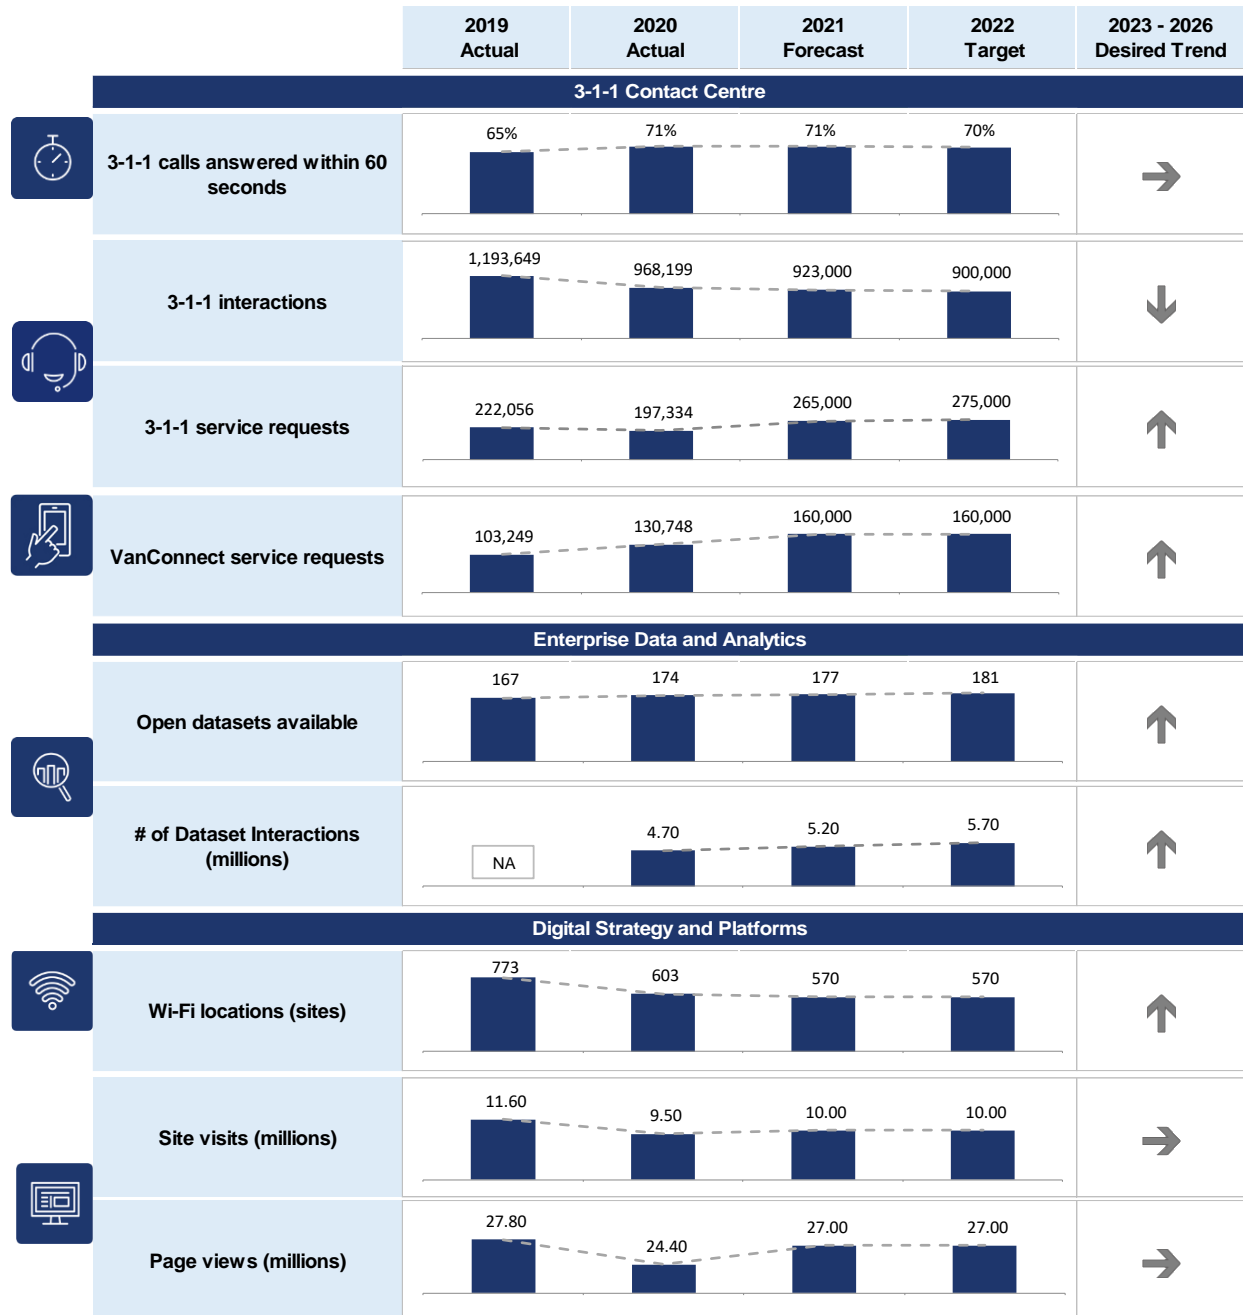 2019 Actual
2020 Actual
2021 Forecast
2022 Target
2023 - 2026 Desired Trend
3-1-1 Contact Centre
3-1-1 calls answered within 60
seconds
65% 71% 71% 70%
3-1-1 interactions
1,193,649 968,199 923,000 900,000
3-1-1 service requests
222,056 197,334 265,000 275,000
VanConnect service requests
103,249 130,748 160,000 160,000
Enterprise Data and Analytics
Open datasets available
167 174 177 181
# of Dataset Interactions
(millions)
NA 4.70 5.20 5.70
Digital Strategy and Platforms
Wi-Fi locations (sites)
773 603 570 570
Site visits (millions)
11.60 9.50 10.00 10.00
Page views (millions)
27.80 24.40 27.00 27.00